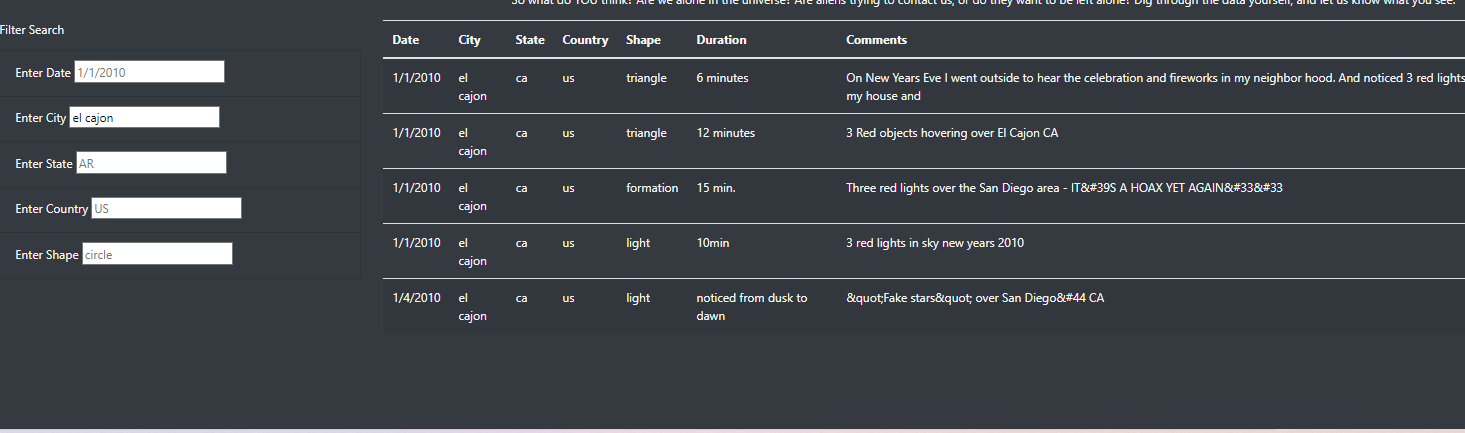 So what do YOU think? Are we alone in the universe? Are aliens trying to contact us, or do they want to be left alone? Dig through the data yourself, and let us know what you see.
Filter Search
Enter Date 1/1/2010
Enter City el cajon
Enter State AR
Enter Country US
Enter Shape circle
Date City State Country Shape Duration Comments
1/1/2010 el ca us triangle 6 minutes On New Years Eve I went outside to hear the celebration and fireworks in my neighbor hood. And noticed 3 red lights
cajon my house and
1/1/2010 el ca us triangle 12 minutes 3 Red objects hovering over El Cajon CA
cajon
1/1/2010 el ca us formation 15 min. Three red lights over the San Diego area - IT&#39S A HOAX YET AGAIN&#33&#33
cajon
1/1/2010 el ca us light 10min 3 red lights in sky new years 2010
cajon
1/4/2010 el ca us light noticed from dusk to &quot;Fake stars&quot; over San Diego&#44 CA
cajon dawn